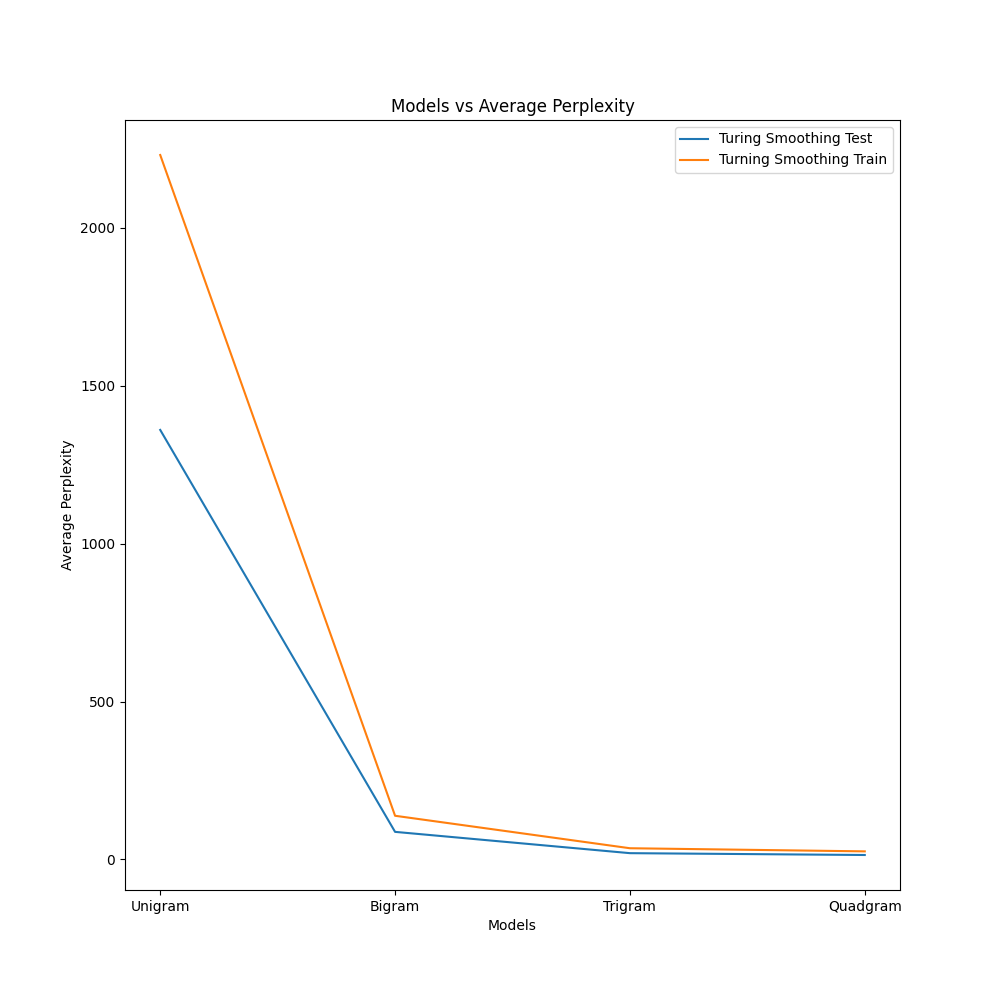 Models vs Average Perplexity
Turing Smoothing Test
Turning Smoothing Train
2000
1500
1000
500
0
Average Perplexity
Unigram
Bigram
Trigram
Quadgram
Models